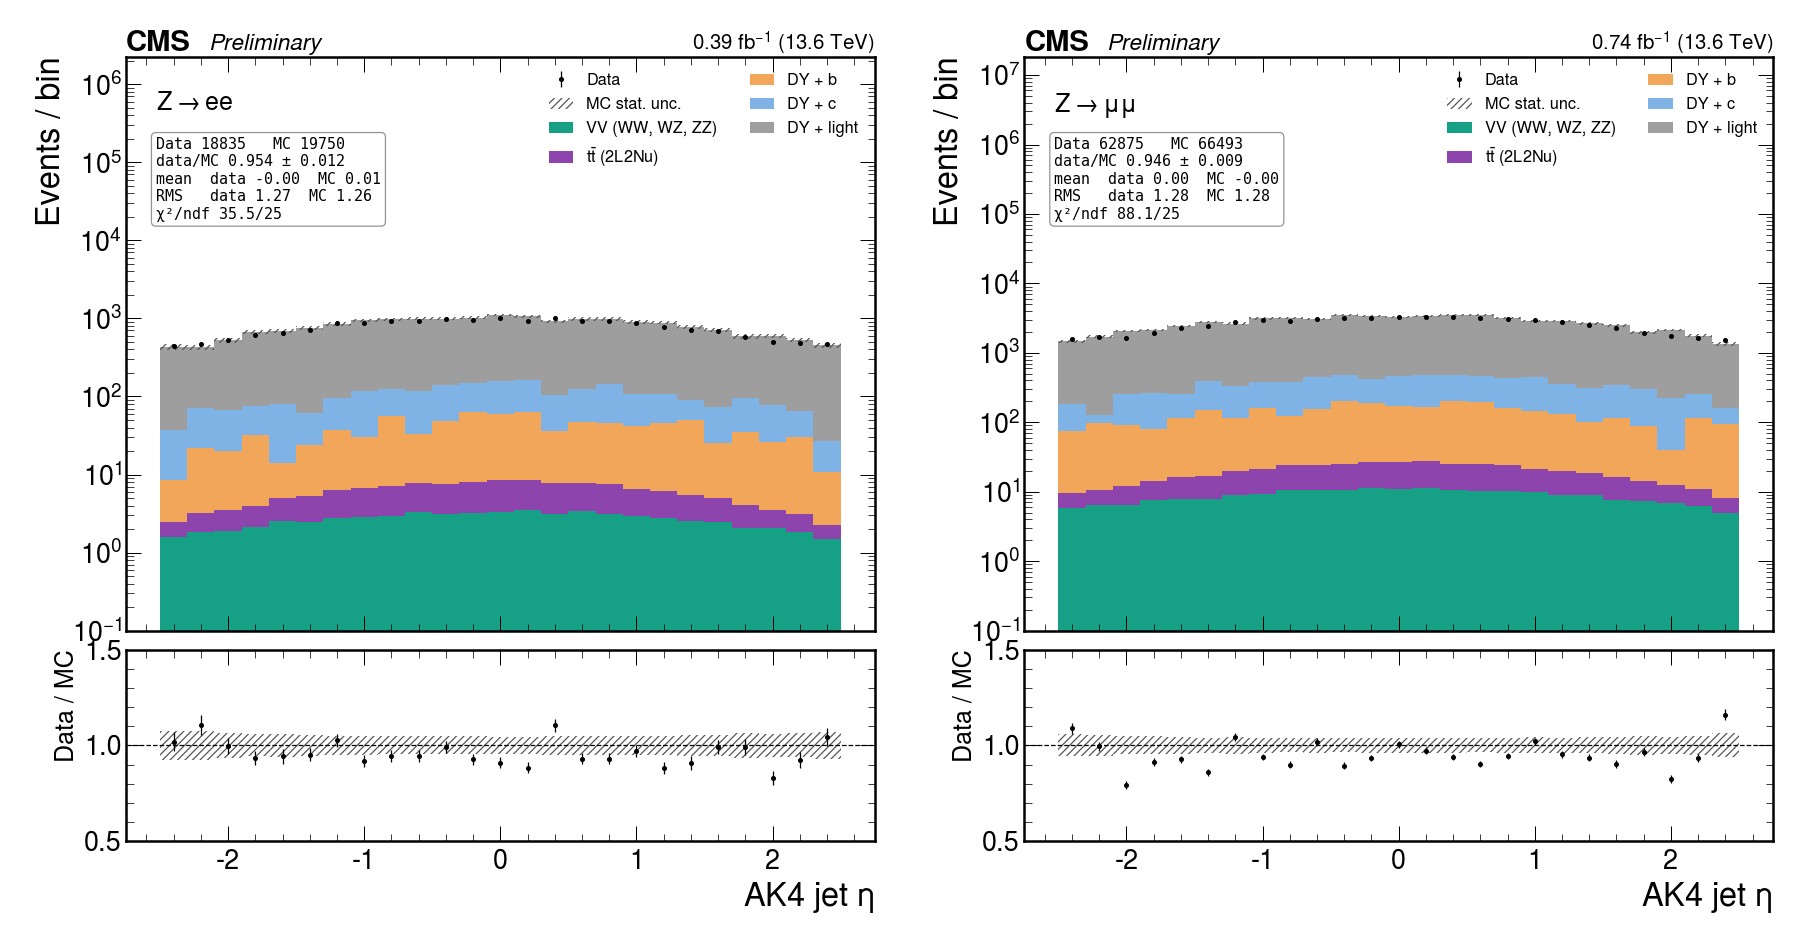 CMS Preliminary 0.39 fb⁻¹ (13.6 TeV)
Events / bin
10⁶
10⁵
10⁴
10³
10²
10¹
10⁰
10⁻¹
Z→ee
Data 18835 MC 19750
data/MC 0.954 ± 0.012
mean data -0.00 MC 0.01
RMS data 1.27 MC 1.26
χ²/ndf 35.5/25
Data
MC stat. unc.
VV (WW, WZ, ZZ)
tt̄ (2L2Nu)
DY + b
DY + c
DY + light
Data / MC
1.5
1.0
0.5
-2 -1 0 1 2
AK4 jet η
CMS Preliminary 0.74 fb⁻¹ (13.6 TeV)
Events / bin
10⁷
10⁶
10⁵
10⁴
10³
10²
10¹
10⁰
10⁻¹
Z→μμ
Data 62875 MC 66493
data/MC 0.946 ± 0.009
mean data 0.00 MC -0.00
RMS data 1.28 MC 1.28
χ²/ndf 88.1/25
Data
MC stat. unc.
VV (WW, WZ, ZZ)
tt̄ (2L2Nu)
DY + b
DY + c
DY + light
Data / MC
1.5
1.0
0.5
-2 -1 0 1 2
AK4 jet η